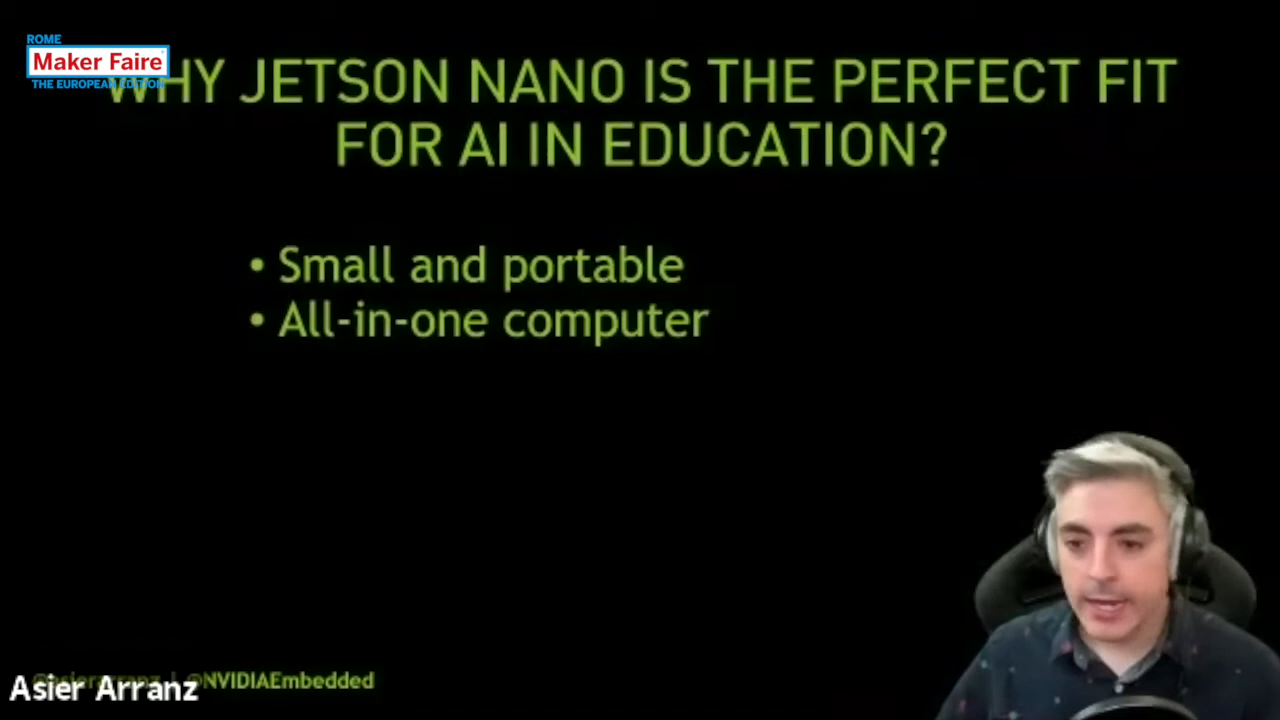 ROME
Maker Faire
THE EUROPEAN EDITION
WHY JETSON NANO IS THE PERFECT FIT
FOR AI IN EDUCATION?
• Small and portable
• All-in-one computer
@asierarranz | @NVIDIAEmbedded
Asier Arranz